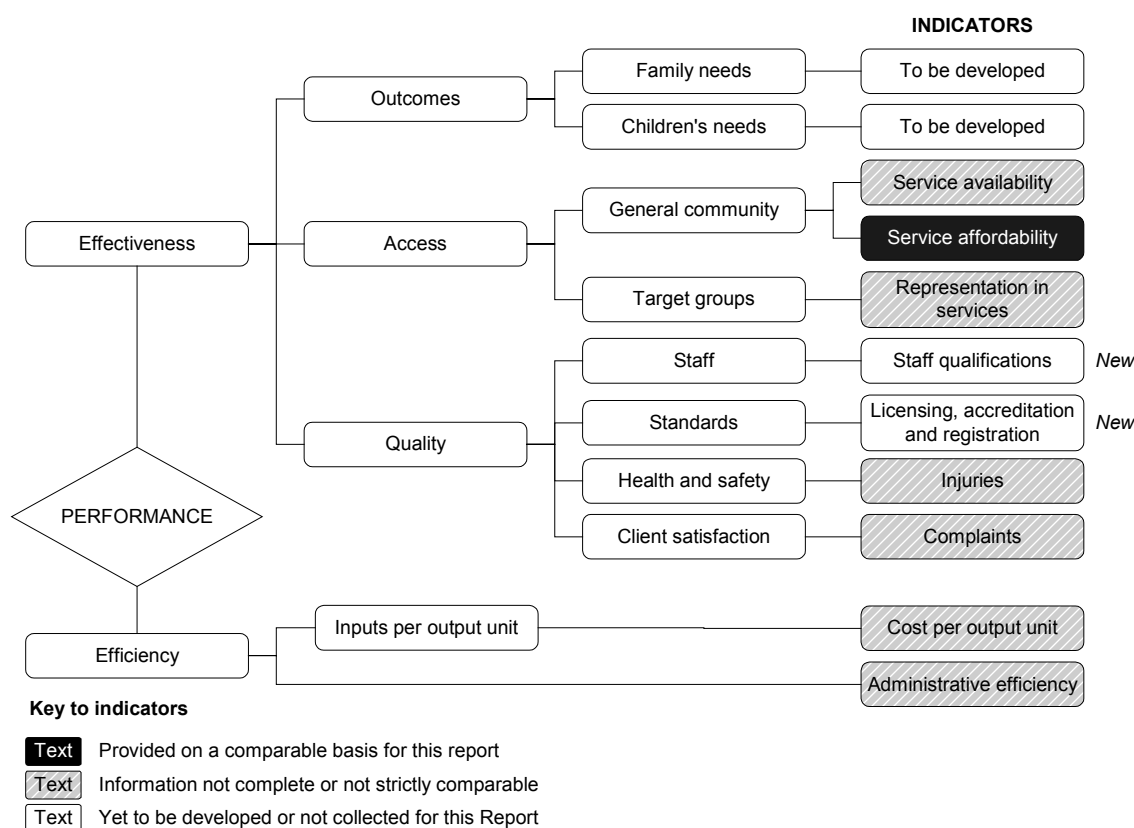 INDICATORS
Family needs
To be developed
Outcomes
Children's needs
To be developed
Service availability
General community
Effectiveness
Access
Service affordability
Target groups
Representation in
services
Staff
Staff qualifications
New
Standards
Licensing, accreditation
and registration
New
Quality
Health and safety
Injuries
PERFORMANCE
Client satisfaction
Complaints
Inputs per output unit
Cost per output unit
Efficiency
Administrative efficiency
Key to indicators
Text Provided on a comparable basis for this report
Text Information not complete or not strictly comparable
Text Yet to be developed or not collected for this Report